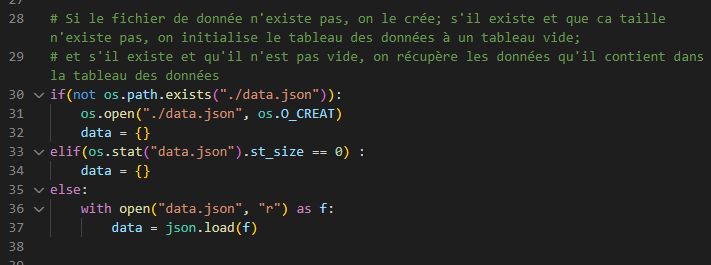 27
28 # Si le fichier de donnée n'existe pas, on le crée; s'il existe et que ca taille
n'existe pas, on initialise le tableau des données à un tableau vide;
29 # et s'il existe et qu'il n'est pas vide, on récupère les données qu'il contient dans
la tableau des données
30 if(not os.path.exists("./data.json")):
31 os.open("./data.json", os.O_CREAT)
32 data = {}
33 elif(os.stat("data.json").st_size == 0) :
34 data = {}
35 else:
36 with open("data.json", "r") as f:
37 data = json.load(f)
38